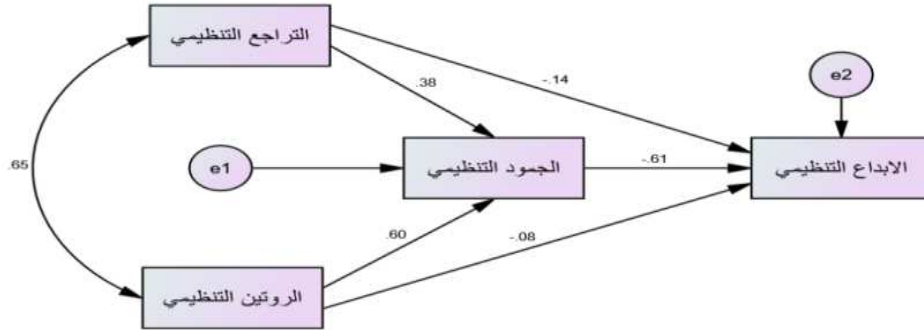 التراجع التنظيمي
e2
-.14
.38
.65
e1
الجمود التنظيمي
-.61
الابداع التنظيمي
.60
-.08
الروتين التنظيمي